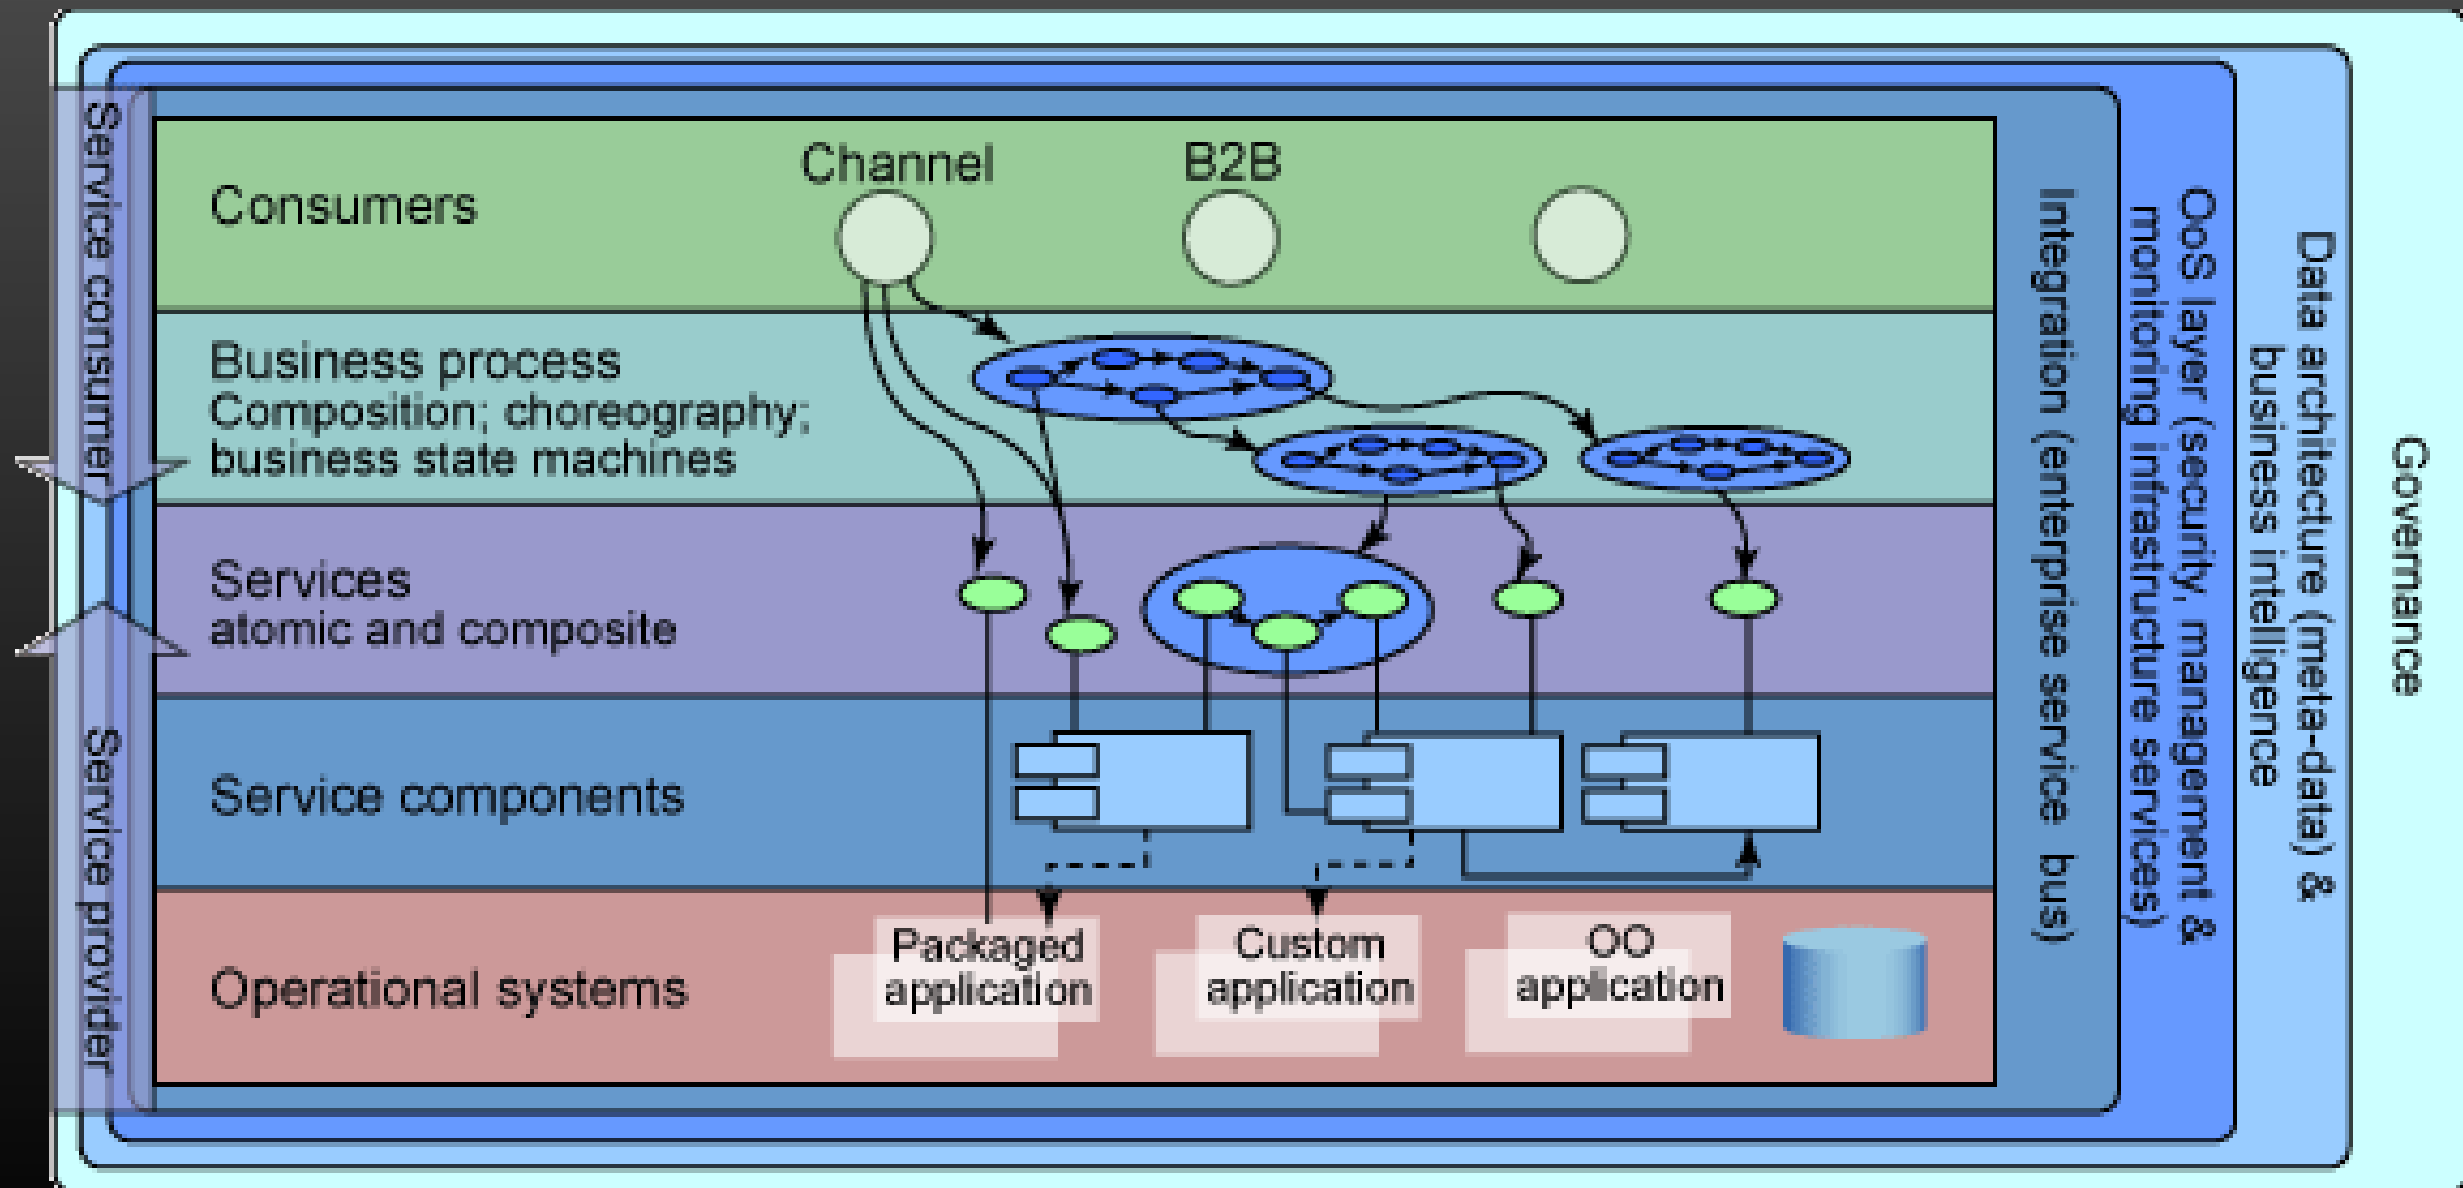 Channel
B2B
Consumers
Business process
Composition; choreography;
business state machines
Services
atomic and composite
Service components
Operational systems
Packaged
application
Custom
application
OO
application
Service consumer
Service provider
Integration (enterprise service bus)
QoS layer (security, management &
monitoring infrastructure services)
Data architecture (meta-data) &
business intelligence
Governance